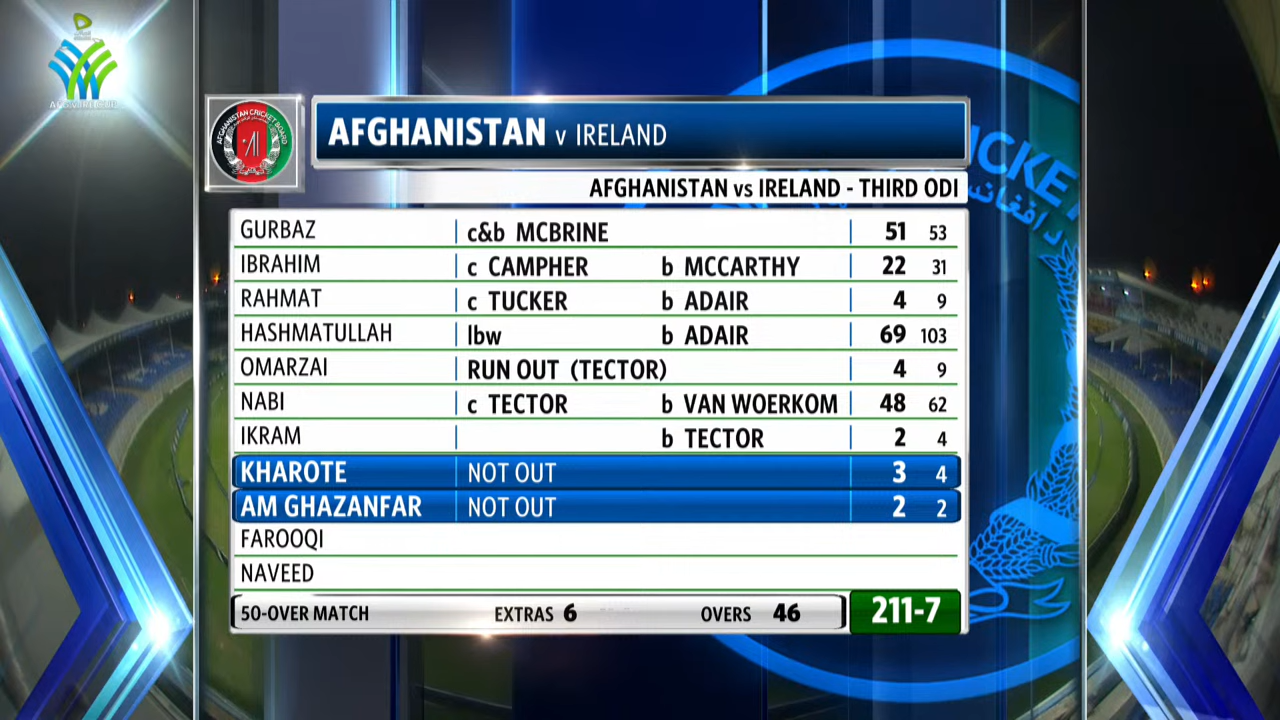 AFGHANISTAN CRICKET BOARD
AFGHANISTAN v IRELAND
AFGHANISTAN vs IRELAND - THIRD ODI
GURBAZ c&b MCBRINE 51 53
IBRAHIM c CAMPHER b MCCARTHY 22 31
RAHMAT c TUCKER b ADAIR 4 9
HASHMATULLAH lbw b ADAIR 69 103
OMARZAI RUN OUT (TECTOR) 4 9
NABI c TECTOR b VAN WOERKOM 48 62
IKRAM b TECTOR 2 4
KHAROTE NOT OUT 3 4
AM GHAZANFAR NOT OUT 2 2
FAROOQI
NAVEED
50-OVER MATCH EXTRAS 6 OVERS 46 211-7